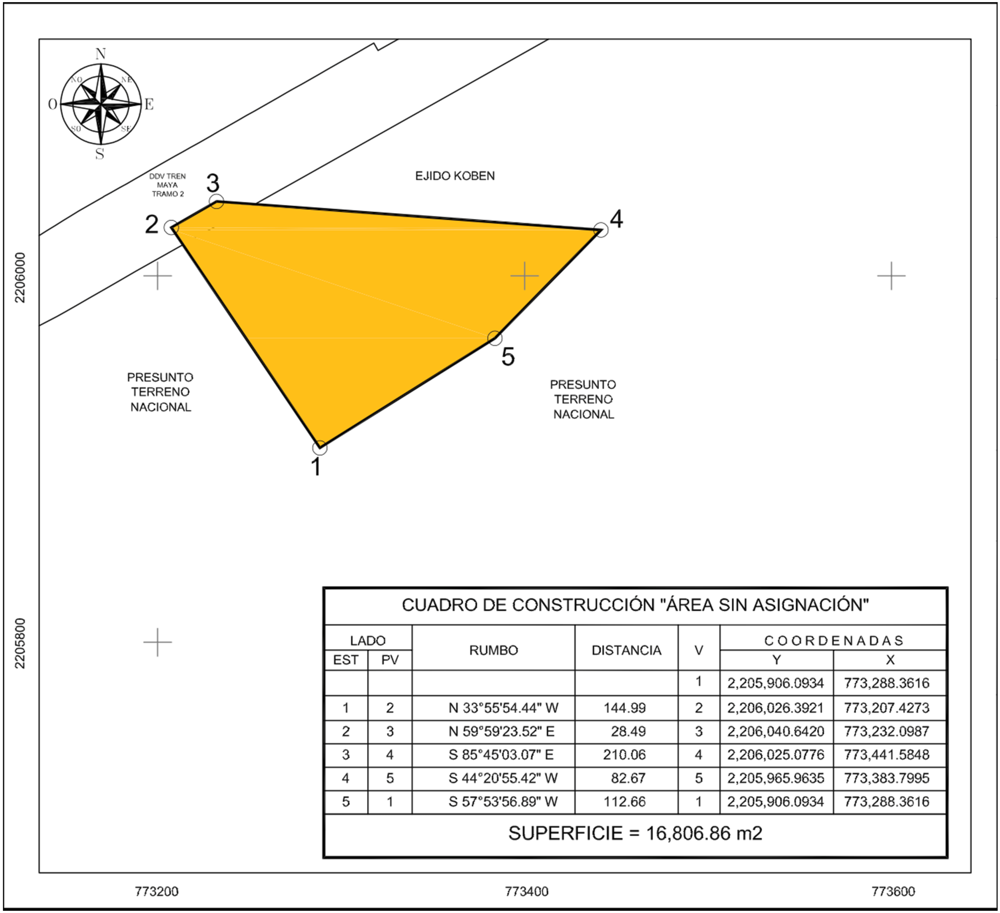 N
NO
NE
O
E
SO
SE
S
DDV TREN
MAYA
TRAMO 2
3
EJIDO KOBEN
2
4
2206000
5
PRESUNTO
TERRENO
NACIONAL
PRESUNTO
TERRENO
NACIONAL
1
2205800
CUADRO DE CONSTRUCCIÓN "ÁREA SIN ASIGNACIÓN"
LADO RUMBO DISTANCIA V COORDENADAS
EST PV Y X
1 2,205,906.0934 773,288.3616
1 2 N 33°55'54.44" W 144.99 2 2,206,026.3921 773,207.4273
2 3 N 59°59'23.52" E 28.49 3 2,206,040.6420 773,232.0987
3 4 S 85°45'03.07" E 210.06 4 2,206,025.0776 773,441.5848
4 5 S 44°20'55.42" W 82.67 5 2,205,965.9635 773,383.7995
5 1 S 57°53'56.89" W 112.66 1 2,205,906.0934 773,288.3616
SUPERFICIE = 16,806.86 m2
773200 773400 773600